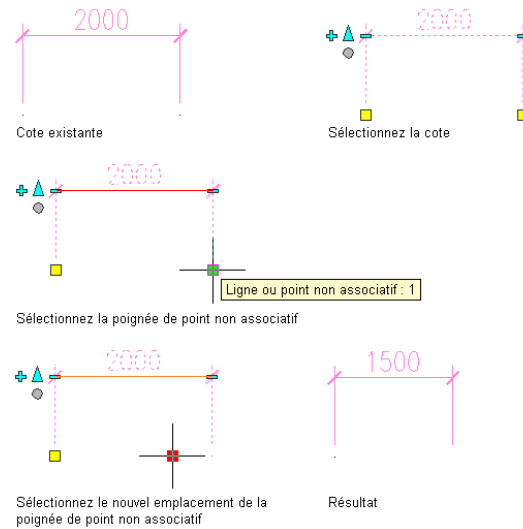 2000
2000
Cote existante
Sélectionnez la cote
2000
Ligne ou point non associatif : 1
Sélectionnez la poignée de point non associatif
2000
1500
Sélectionnez le nouvel emplacement de la
poignée de point non associatif
Résultat